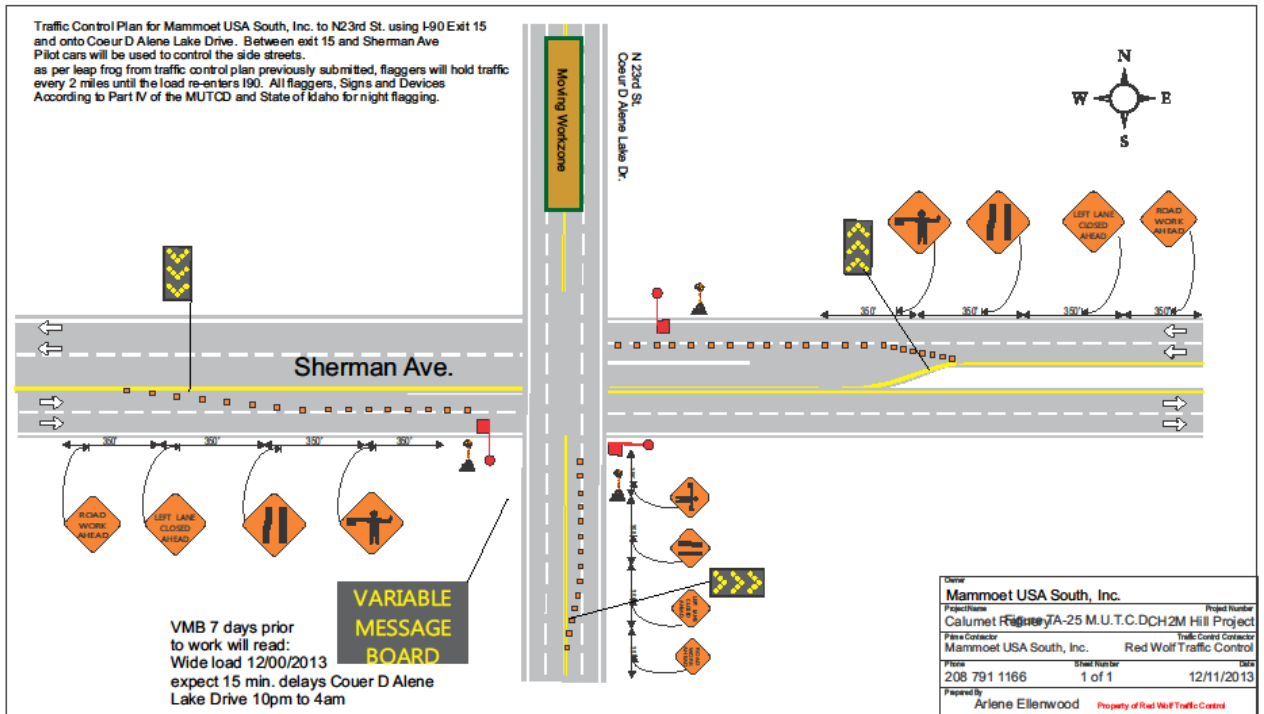 Traffic Control Plan for Mammoet USA South, Inc. to N23rd St. using I-90 Exit 15
and onto Coeur D Alene Lake Drive. Between exit 15 and Sherman Ave
Pilot cars will be used to control the side streets.
as per leap frog from traffic control plan previously submitted, flaggers will hold traffic
every 2 miles until the load re-enters I90. All flaggers, Signs and Devices
According to Part IV of the MUTCD and State of Idaho for night flagging.
Moving Workzone
N 23rd St.
Coeur D Alene Lake Dr.
N
W E
S
LEFT LANE
CLOSED
AHEAD
ROAD
WORK
AHEAD
350' 350' 350' 350'
Sherman Ave.
350' 350' 350' 350'
ROAD
WORK
AHEAD
LEFT LANE
CLOSED
AHEAD
LEFT LANE
CLOSED
AHEAD
ROAD
WORK
AHEAD
VARIABLE
MESSAGE
BOARD
VMB 7 days prior
to work will read:
Wide load 12/00/2013
expect 15 min. delays Couer D Alene
Lake Drive 10pm to 4am
Owner
Mammoet USA South, Inc.
Project Name Project Number
Calumet Refinery Figure TA-25 M.U.T.C.D CH2M Hill Project
Prime Contractor Traffic Control Contractor
Mammoet USA South, Inc. Red Wolf Traffic Control
Phone Sheet Number Date
208 791 1166 1 of 1 12/11/2013
Prepared By
Arlene Ellenwood Property of Red Wolf Traffic Control